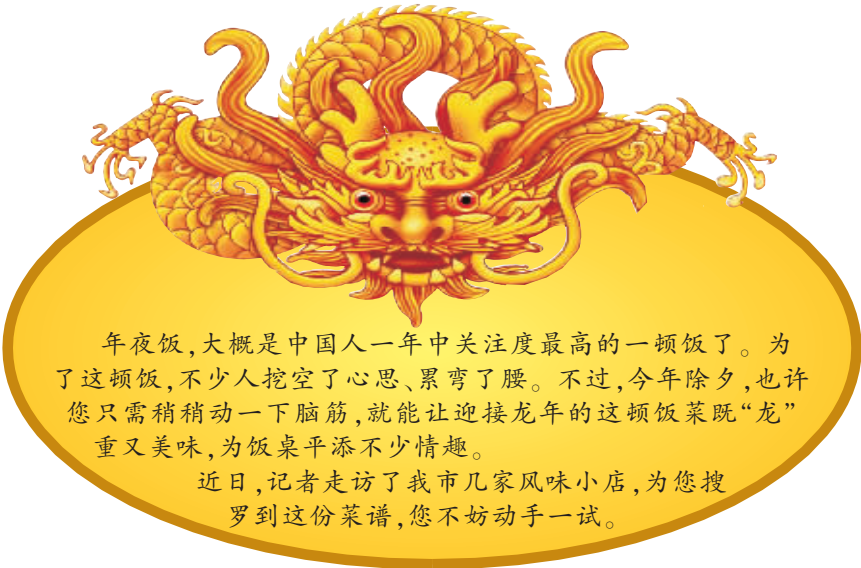 年夜饭,大概是中国人一年中关注度最高的一顿饭了。为
了这顿饭,不少人挖空了心思、累弯了腰。不过,今年除夕,也许
您只需稍稍动一下脑筋,就能让迎接龙年的这顿饭菜既“龙”
重又美味,为饭桌平添不少情趣。
近日,记者走访了我市几家风味小店,为您搜
罗到这份菜谱,您不妨动手一试。